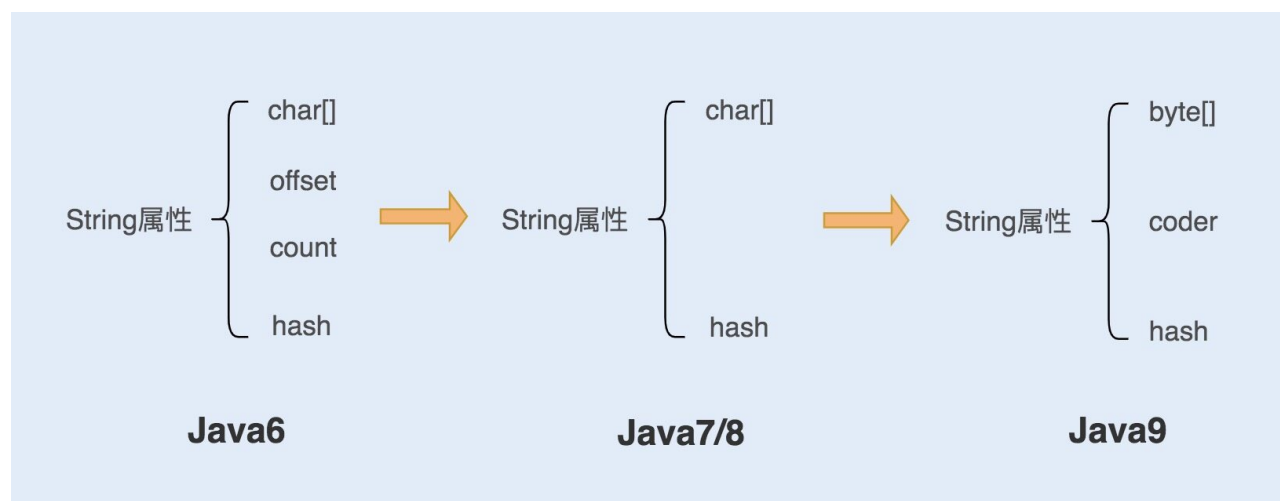 char[]
offset
String属性
count
hash
Java6
char[]
String属性
hash
Java7/8
byte[]
String属性
coder
hash
Java9